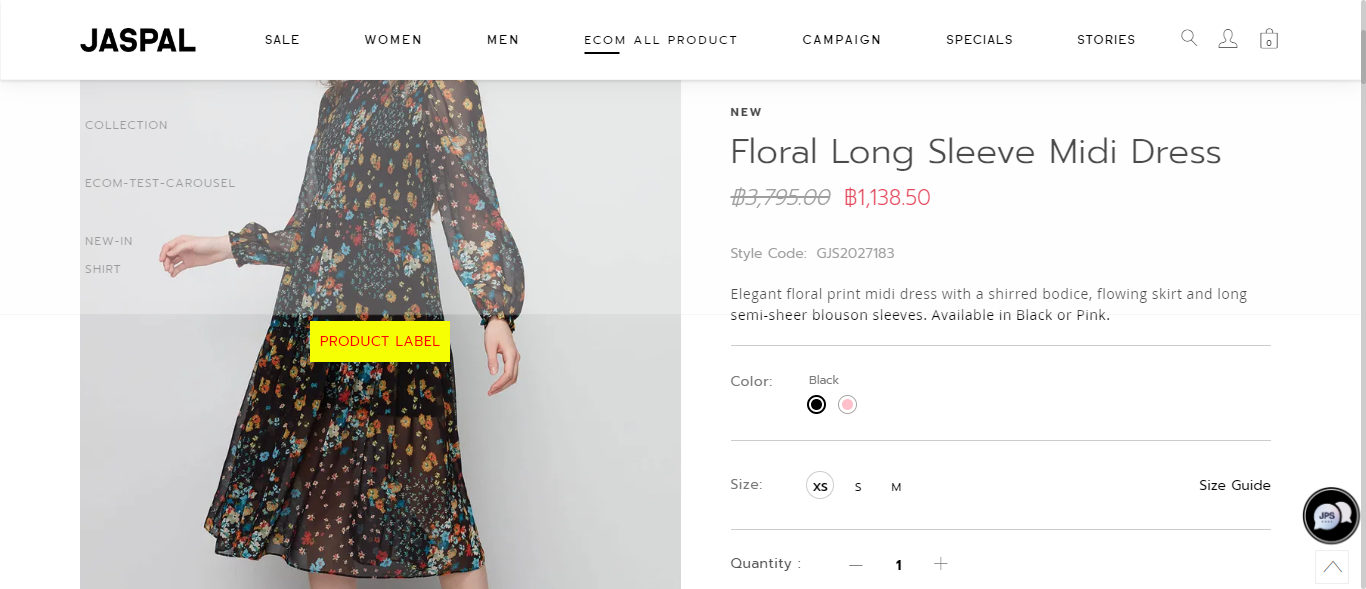 JASPAL
SALE
WOMEN
MEN
ECOM ALL PRODUCT
CAMPAIGN
SPECIALS
STORIES
0
COLLECTION
ECOM-TEST-CAROUSEL
NEW-IN
SHIRT
PRODUCT LABEL
NEW
Floral Long Sleeve Midi Dress
฿3,795.00 ฿1,138.50
Style Code: GJS2027183
Elegant floral print midi dress with a shirred bodice, flowing skirt and long
semi-sheer blouson sleeves. Available in Black or Pink.
Color: Black
Size: XS S M Size Guide
Quantity : — 1 +
JPS